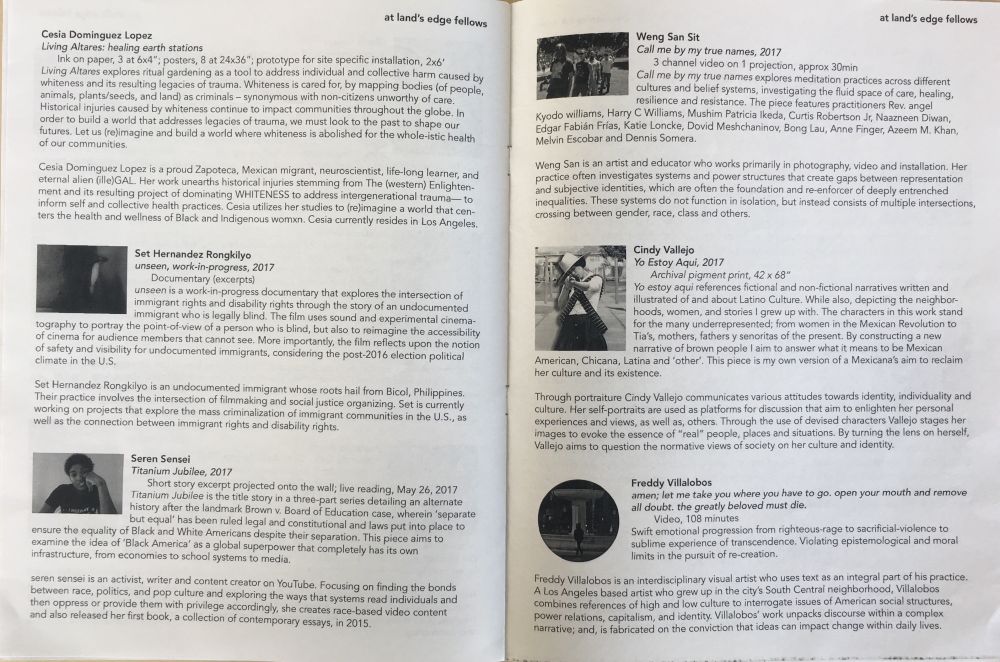 at land's edge fellows
Cesia Dominguez Lopez
Living Altares: healing earth stations
Ink on paper, 3 at 6x4"; posters, 8 at 24x36"; prototype for site specific installation, 2x6'
Living Altares explores ritual gardening as a tool to address individual and collective harm caused by
whiteness and its resulting legacies of trauma. Whiteness is cared for, by mapping bodies (of people,
animals, plants/seeds, and land) as criminals – synonymous with non-citizens unworthy of care.
Historical injuries caused by whiteness continue to impact communities throughout the globe. In
order to build a world that addresses legacies of trauma, we must look to the past to shape our
futures. Let us (re)imagine and build a world where whiteness is abolished for the whole-istic health
of our communities.
Cesia Dominguez Lopez is a proud Zapoteca, Mexican migrant, neuroscientist, life-long learner, and
eternal alien (ille)GAL. Her work unearths historical injuries stemming from The (western) Enlighten-
ment and its resulting project of dominating WHITENESS to address intergenerational trauma— to
inform self and collective health practices. Cesia utilizes her studies to (re)imagine a world that cen-
ters the health and wellness of Black and Indigenous womxn. Cesia currently resides in Los Angeles.
Set Hernandez Rongkilyo
unseen, work-in-progress, 2017
Documentary (excerpts)
unseen is a work-in-progress documentary that explores the intersection of
immigrant rights and disability rights through the story of an undocumented
immigrant who is legally blind. The film uses sound and experimental cinema-
tography to portray the point-of-view of a person who is blind, but also to reimagine the accessibility
of cinema for audience members that cannot see. More importantly, the film reflects upon the notion
of safety and visibility for undocumented immigrants, considering the post-2016 election political
climate in the U.S.
Set Hernandez Rongkilyo is an undocumented immigrant whose roots hail from Bicol, Philippines.
Their practice involves the intersection of filmmaking and social justice organizing. Set is currently
working on projects that explore the mass criminalization of immigrant communities in the U.S., as
well as the connection between immigrant rights and disability rights.
Seren Sensei
Titanium Jubilee, 2017
Short story excerpt projected onto the wall; live reading, May 26, 2017
Titanium Jubilee is the title story in a three-part series detailing an alternate
history after the landmark Brown v. Board of Education case, wherein 'separate
but equal' has been ruled legal and constitutional and laws put into place to
ensure the equality of Black and White Americans despite their separation. This piece aims to
examine the idea of 'Black America' as a global superpower that completely has its own
infrastructure, from economies to school systems to media.
seren sensei is an activist, writer and content creator on YouTube. Focusing on finding the bonds
between race, politics, and pop culture and exploring the ways that systems read individuals and
then oppress or provide them with privilege accordingly, she creates race-based video content
and also released her first book, a collection of contemporary essays, in 2015.
at land's edge fellows
Weng San Sit
Call me by my true names, 2017
3 channel video on 1 projection, approx 30min
Call me by my true names explores meditation practices across different
cultures and belief systems, investigating the fluid space of care, healing,
resilience and resistance. The piece features practitioners Rev. angel
Kyodo williams, Harry C Williams, Mushim Patricia Ikeda, Curtis Robertson Jr, Naazneen Diwan,
Edgar Fabián Frías, Katie Loncke, Dovid Meshchaninov, Bong Lau, Anne Finger, Azeem M. Khan,
Melvin Escobar and Dennis Somera.
Weng San is an artist and educator who works primarily in photography, video and installation. Her
practice often investigates systems and power structures that create gaps between representation
and subjective identities, which are often the foundation and re-enforcer of deeply entrenched
inequalities. These systems do not function in isolation, but instead consists of multiple intersections,
crossing between gender, race, class and others.
Cindy Vallejo
Yo Estoy Aqui, 2017
Archival pigment print, 42 x 68"
Yo estoy aqui references fictional and non-fictional narratives written and
illustrated of and about Latino Culture. While also, depicting the neighbor-
hoods, women, and stories I grew up with. The characters in this work stand
for the many underrepresented; from women in the Mexican Revolution to
Tia's, mothers, fathers y senoritas of the present. By constructing a new
narrative of brown people I aim to answer what it means to be Mexican
American, Chicana, Latina and 'other'. This piece is my own version of a Mexicana's aim to reclaim
her culture and its existence.
Through portraiture Cindy Vallejo communicates various attitudes towards identity, individuality and
culture. Her self-portraits are used as platforms for discussion that aim to enlighten her personal
experiences and views, as well as, others. Through the use of devised characters Vallejo stages her
images to evoke the essence of "real" people, places and situations. By turning the lens on herself,
Vallejo aims to question the normative views of society on her culture and identity.
Freddy Villalobos
amen; let me take you where you have to go. open your mouth and remove
all doubt. the greatly beloved must die.
Video, 108 minutes
Swift emotional progression from righteous-rage to sacrificial-violence to
sublime experience of transcendence. Violating epistemological and moral
limits in the pursuit of re-creation.
Freddy Villalobos is an interdisciplinary visual artist who uses text as an integral part of his practice.
A Los Angeles based artist who grew up in the city's South Central neighborhood, Villalobos
combines references of high and low culture to interrogate issues of American social structures,
power relations, capitalism, and identity. Villalobos' work unpacks discourse within a complex
narrative; and, is fabricated on the conviction that ideas can impact change within daily lives.